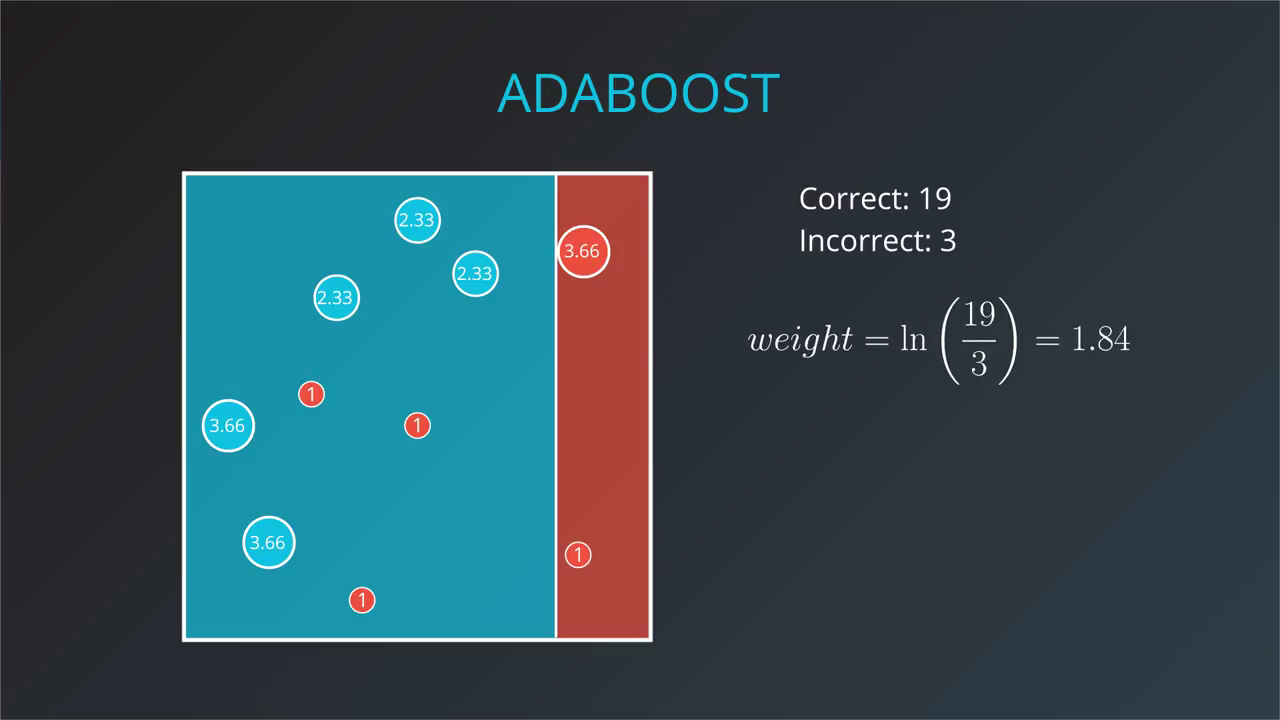 ADABOOST
Correct: 19
Incorrect: 3
weight = ln(19/3) = 1.84
2.33
3.66
2.33
2.33
1
1
3.66
3.66
1
1